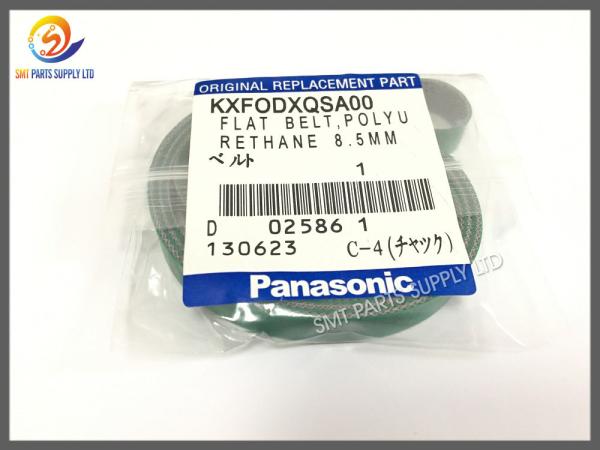 SMT PARTS SUPPLY LTD
ORIGINAL REPLACEMENT PART
KXFODXQSA00
FLAT BELT,POLYU
RETHANE 8.5MM
ベルト
1
D 02586 1
130623 C-4(チャック)
Panasonic
SMT PARTS SUPPLY LTD